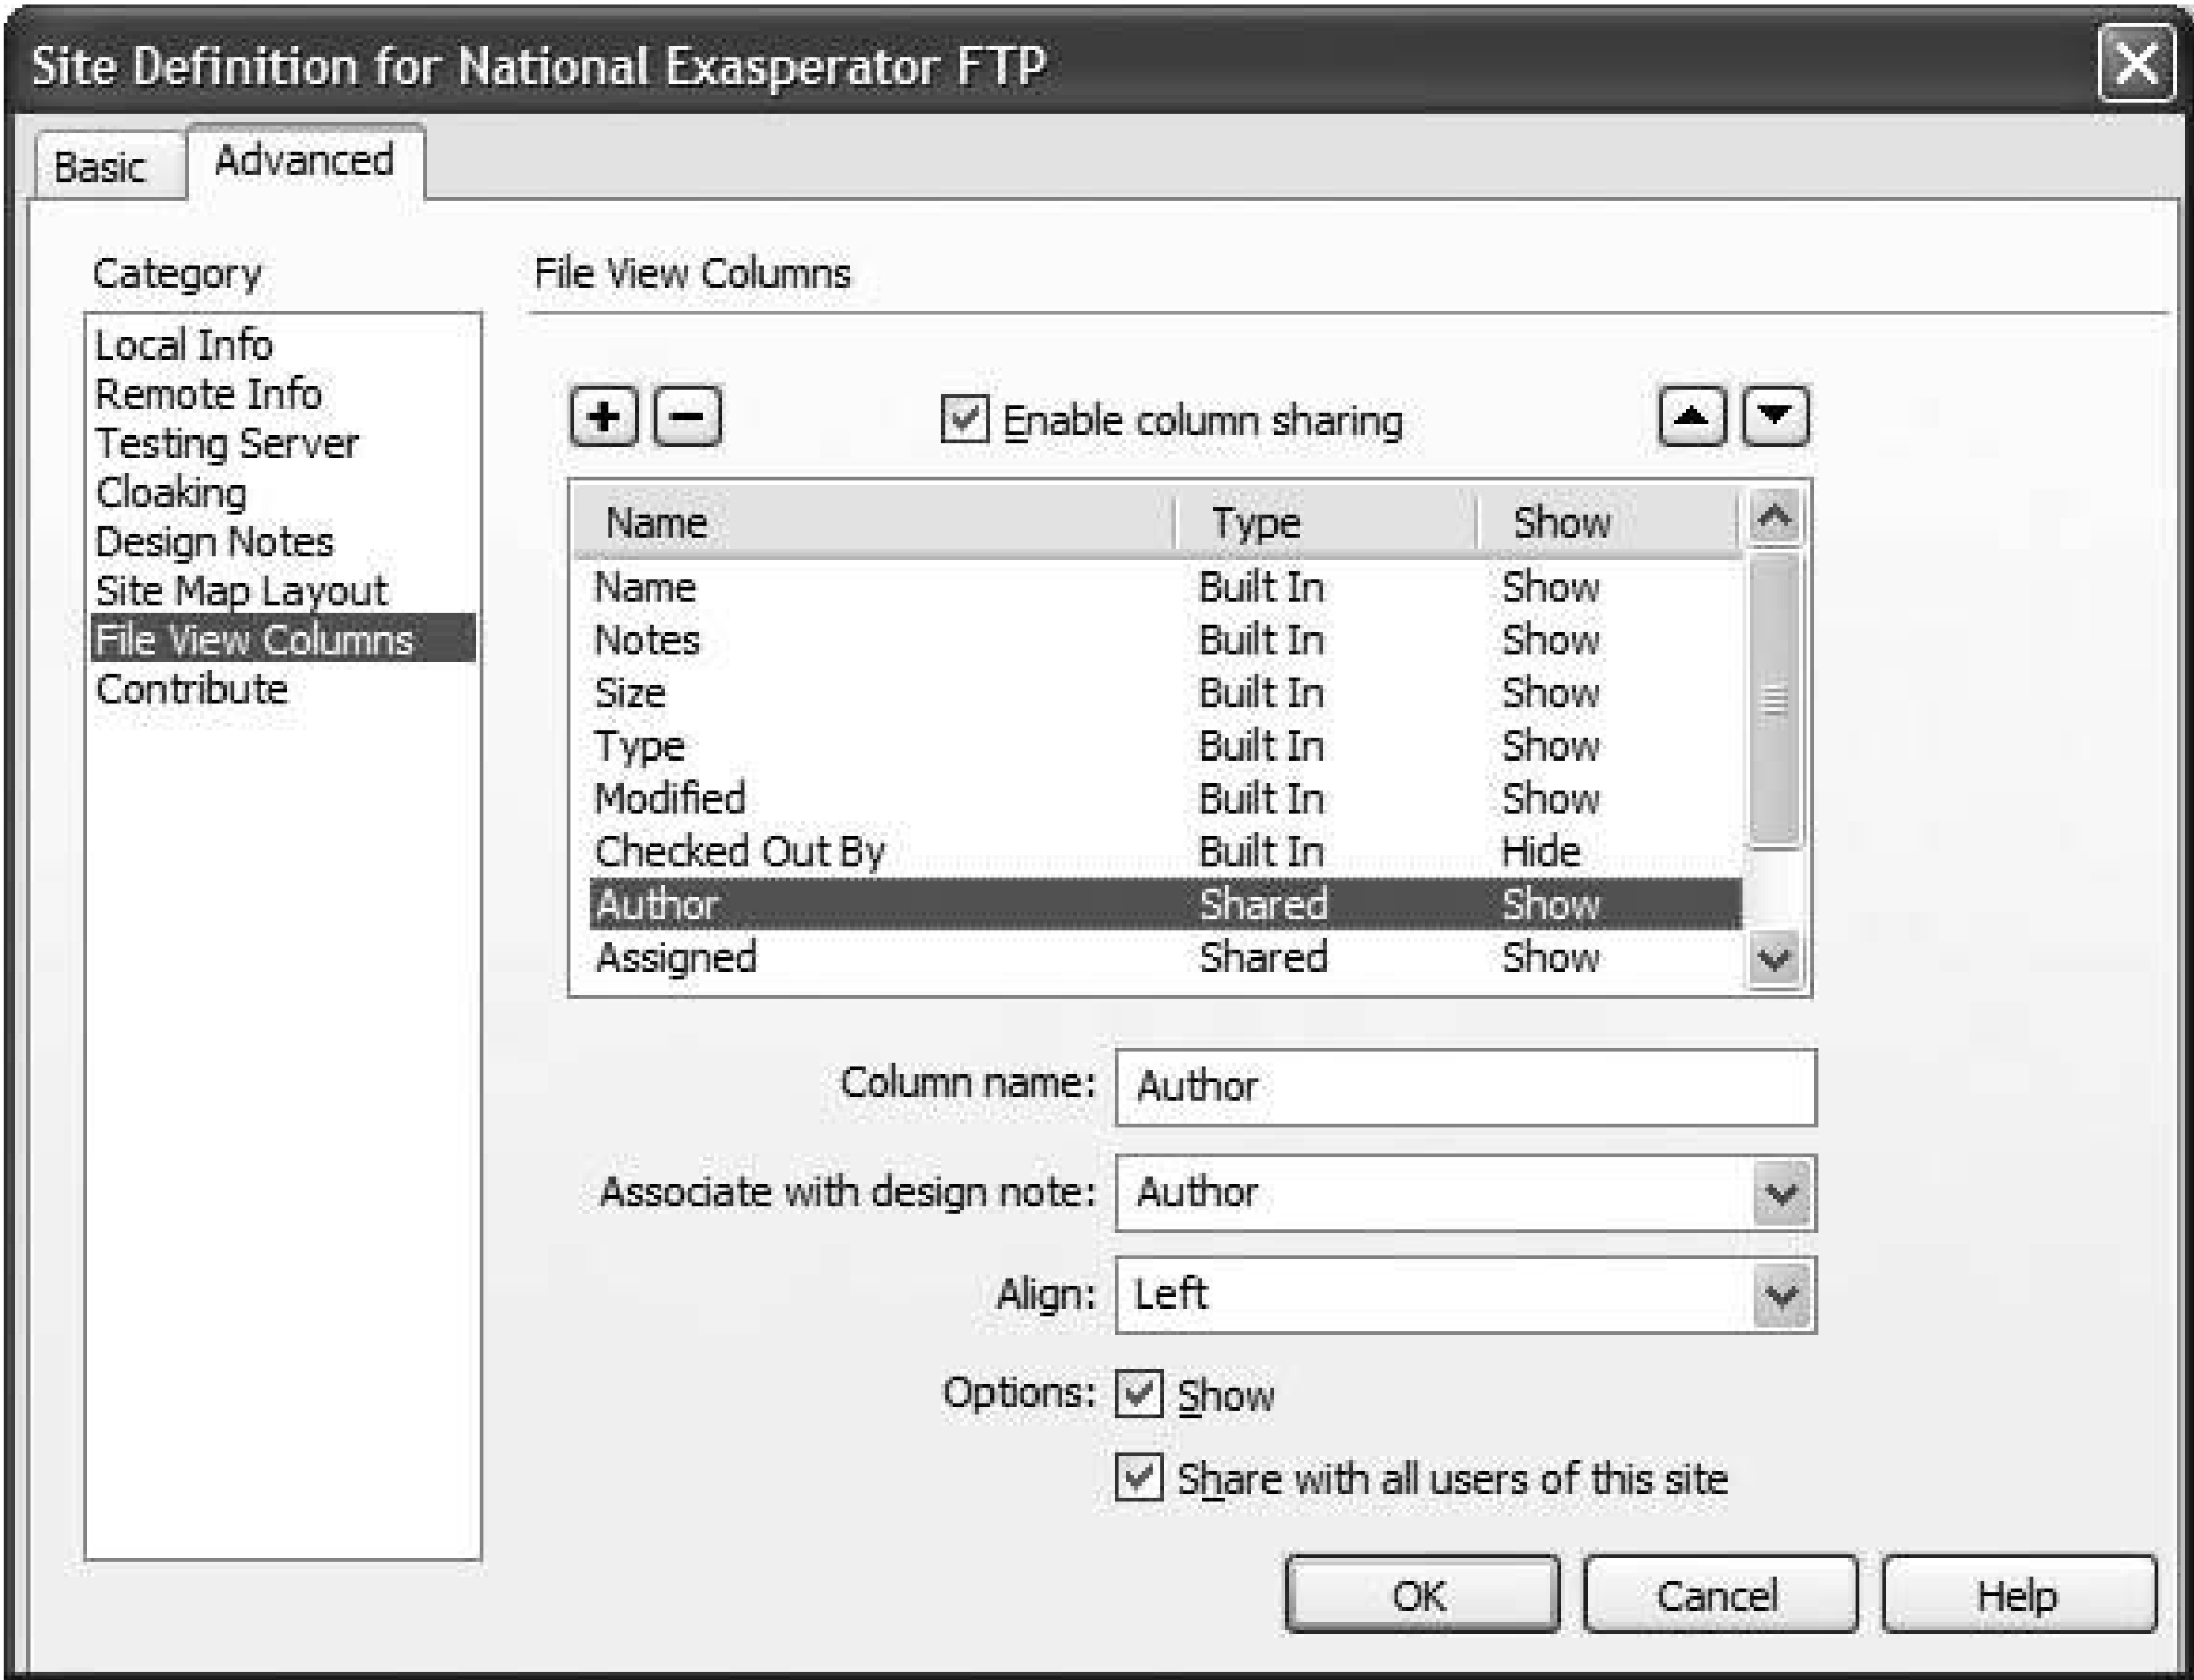 Site Definition for National Exasperator FTP
Basic
Advanced
Category
Local Info
Remote Info
Testing Server
Cloaking
Design Notes
Site Map Layout
File View Columns
Contribute
File View Columns
Enable column sharing
Name Type Show
Name Built In Show
Notes Built In Show
Size Built In Show
Type Built In Show
Modified Built In Show
Checked Out By Built In Hide
Author Shared Show
Assigned Shared Show
Column name: Author
Associate with design note: Author
Align: Left
Options: Show
Share with all users of this site
OK Cancel Help